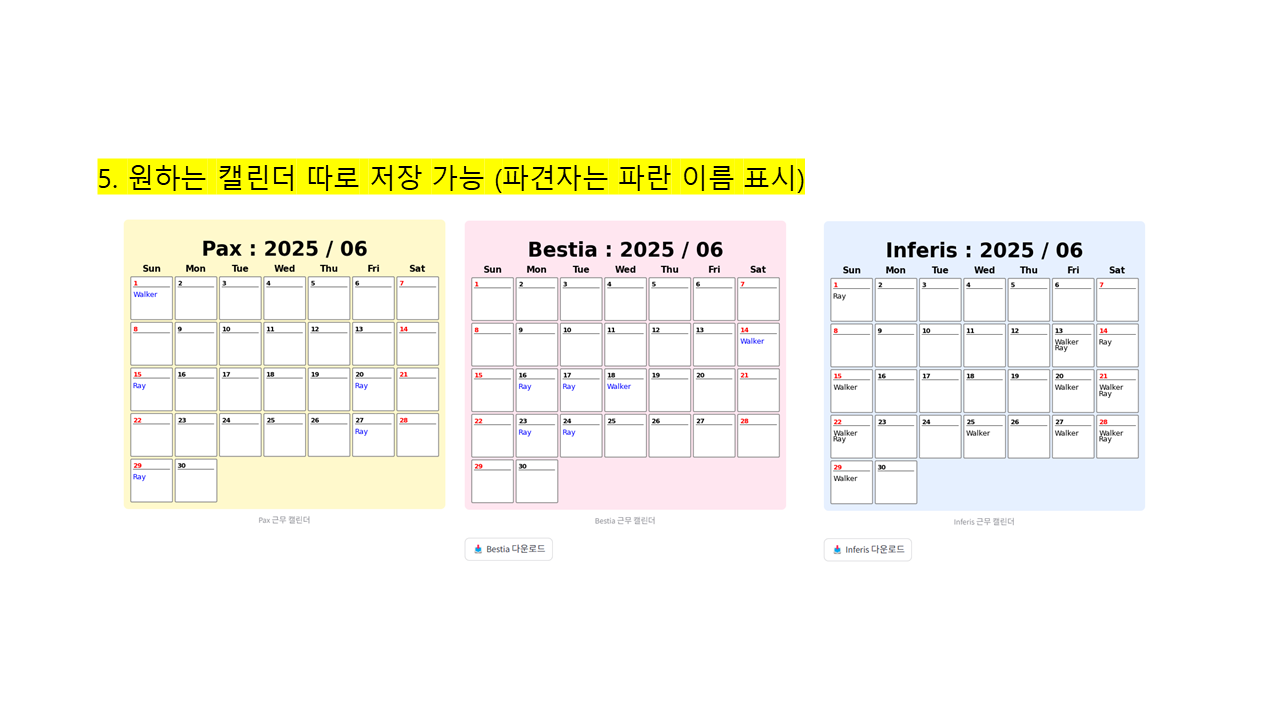 5. 원하는 캘린더 따로 저장 가능 (파견자는 파란 이름 표시)
Pax : 2025 / 06
Sun Mon Tue Wed Thu Fri Sat
1 2 3 4 5 6 7
Walker
8 9 10 11 12 13 14
15 16 17 18 19 20 21
Ray Ray
22 23 24 25 26 27 28
Ray
29 30
Ray
Pax 근무 캘린더
Bestia : 2025 / 06
Sun Mon Tue Wed Thu Fri Sat
1 2 3 4 5 6 7
8 9 10 11 12 13 14
Walker
15 16 17 18 19 20 21
Ray Ray Walker
22 23 24 25 26 27 28
Ray Ray
29 30
Bestia 근무 캘린더
Bestia 다운로드
Inferis : 2025 / 06
Sun Mon Tue Wed Thu Fri Sat
1 2 3 4 5 6 7
Ray
8 9 10 11 12 13 14
Walker Ray
Ray
15 16 17 18 19 20 21
Walker Walker Walker
Ray
22 23 24 25 26 27 28
Walker Walker Walker Walker
Ray Ray
29 30
Walker
Inferis 근무 캘린더
Inferis 다운로드